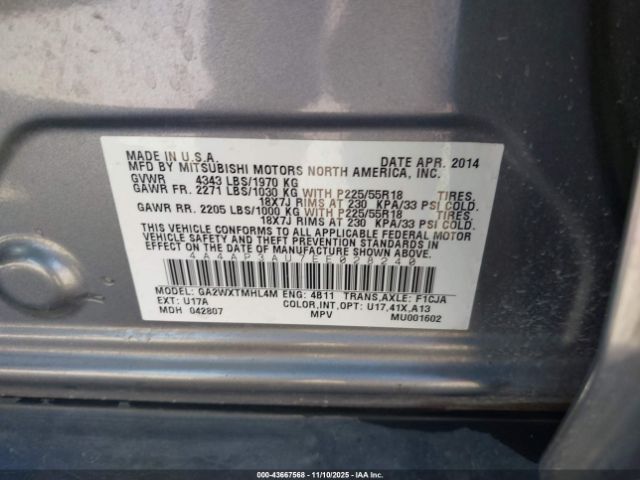 MADE IN U.S.A. DATE APR. 2014
MFD BY MITSUBISHI MOTORS NORTH AMERICA, INC.
GVWR 4343 LBS/1970 KG
GAWR FR. 2271 LBS/1030 KG WITH P225/55R18 TIRES,
18X7J RIMS AT 230 KPA/33 PSI COLD.
GAWR RR. 2205 LBS/1000 KG WITH P225/55R18 TIRES,
18X7J RIMS AT 230 KPA/33 PSI COLD.
THIS VEHICLE CONFORMS TO ALL APPLICABLE FEDERAL MOTOR
VEHICLE SAFETY AND THEFT PREVENTION STANDARDS IN
EFFECT ON THE DATE OF MANUFACTURE SHOWN ABOVE.
MODEL: GA2WXTMHL4M ENG: 4B11 TRANS,AXLE: F1CJA
EXT: U17A COLOR,INT,OPT: U17,41X,A13
MDH 042807 MPV MU001602
000-43667568 - 11/10/2025 - IAA Holdings, LLC.